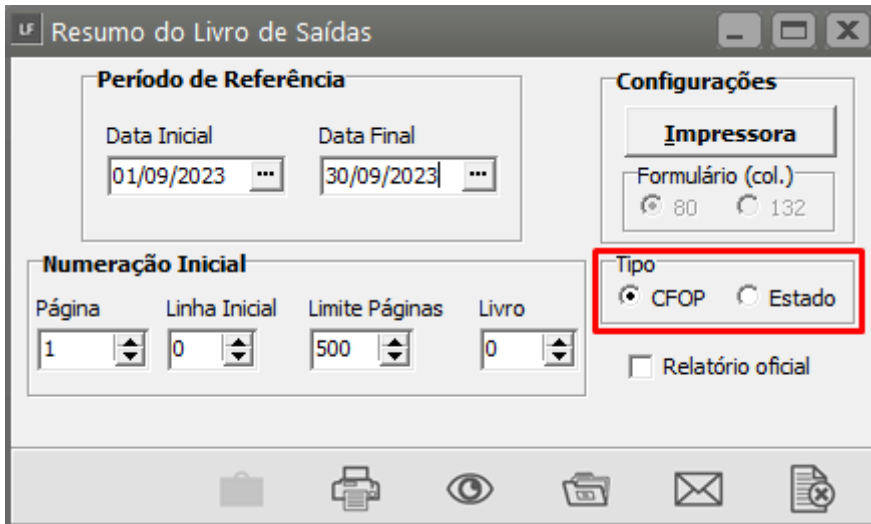 LF Resumo do Livro de Saídas
Período de Referência
Data Inicial Data Final
01/09/2023 ... 30/09/2023 ...
Configurações
Impressora
Formulário (col.)
80 132
Numeração Inicial
Página Linha Inicial Limite Páginas Livro
1 0 500 0
Tipo
CFOP Estado
Relatório oficial